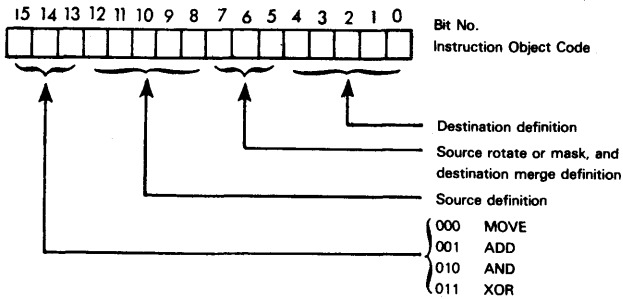 15 14 13 12 11 10 9 8 7 6 5 4 3 2 1 0
Bit No.
Instruction Object Code
Destination definition
Source rotate or mask, and
destination merge definition
Source definition
000 MOVE
001 ADD
010 AND
011 XOR